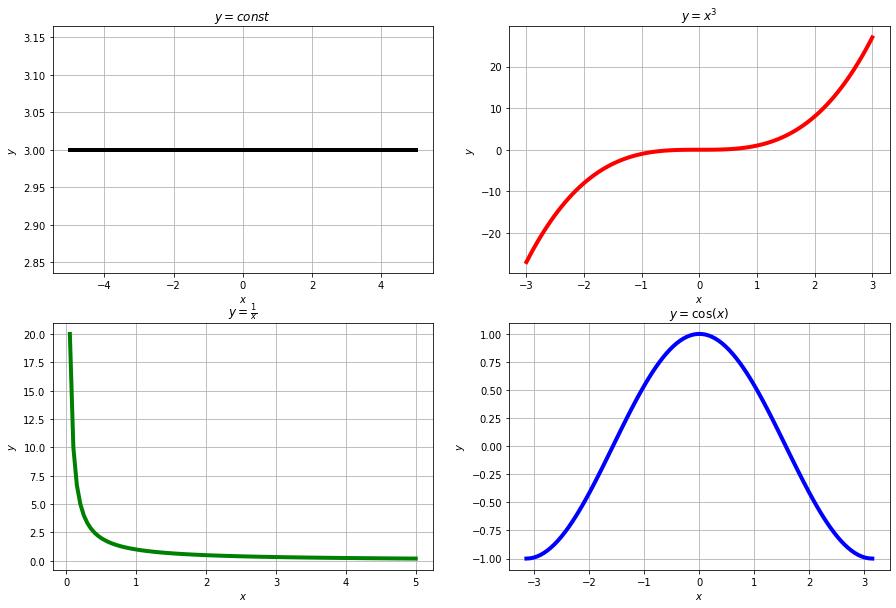 y = const
3.15
3.10
3.05
3.00
2.95
2.90
2.85
y
−4 −2 0 2 4
x
y = x³
20
10
0
−10
−20
y
−3 −2 −1 0 1 2 3
x
y = 1/x
20.0
17.5
15.0
12.5
10.0
7.5
5.0
2.5
0.0
y
0 1 2 3 4 5
x
y = cos(x)
1.00
0.75
0.50
0.25
0.00
−0.25
−0.50
−0.75
−1.00
y
−3 −2 −1 0 1 2 3
x